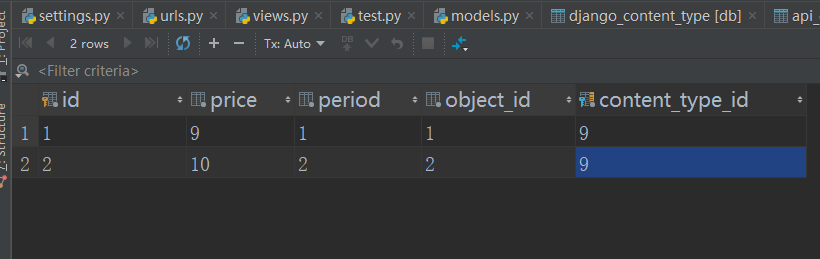 settings.py × urls.py × views.py × test.py × models.py × django_content_type [db] × api_
2 rows Tx: Auto DB
<Filter criteria>
id price period object_id content_type_id
1 1 9 1 1 9
2 2 10 2 2 9
1: Project
7: Structure